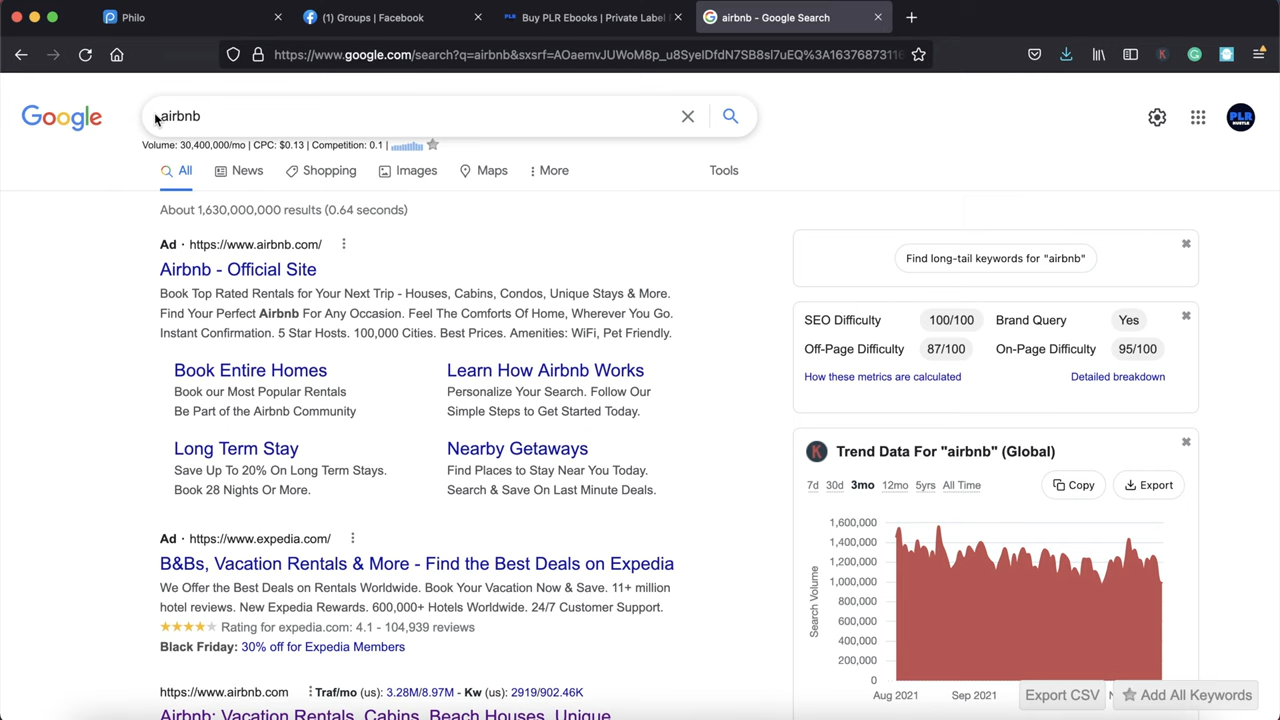 Philo
(1) Groups | Facebook
PLR
Buy PLR Ebooks | Private Label
airbnb - Google Search
https://www.google.com/search?q=airbnb&sxsrf=AOaemvJUWoM8p_u8SyelDfdN7SB8sl7uEQ%3A16376873116
Google
airbnb
PLR
HUSTLE
Volume: 30,400,000/mo | CPC: $0.13 | Competition: 0.1 |
All
News
Shopping
Images
Maps
More
Tools
About 1,630,000,000 results (0.64 seconds)
Ad · https://www.airbnb.com/
Airbnb - Official Site
Book Top Rated Rentals for Your Next Trip - Houses, Cabins, Condos, Unique Stays & More.
Find Your Perfect Airbnb For Any Occasion. Feel The Comforts Of Home, Wherever You Go.
Instant Confirmation. 5 Star Hosts. 100,000 Cities. Best Prices. Amenities: WiFi, Pet Friendly.
Book Entire Homes
Book our Most Popular Rentals
Be Part of the Airbnb Community
Learn How Airbnb Works
Personalize Your Search. Follow Our
Simple Steps to Get Started Today.
Long Term Stay
Save Up To 20% On Long Term Stays.
Book 28 Nights Or More.
Nearby Getaways
Find Places to Stay Near You Today.
Search & Save On Last Minute Deals.
Ad · https://www.expedia.com/
B&Bs, Vacation Rentals & More - Find the Best Deals on Expedia
We Offer the Best Deals on Rentals Worldwide. Book Your Vacation Now & Save. 11+ million
hotel reviews. New Expedia Rewards. 600,000+ Hotels Worldwide. 24/7 Customer Support.
Rating for expedia.com: 4.1 - 104,939 reviews
Black Friday: 30% off for Expedia Members
https://www.airbnb.com
Traf/mo (us): 3.28M/8.97M - Kw (us): 2919/902.46K
Airbnb: Vacation Rentals, Cabins, Beach Houses, Unique
Find long-tail keywords for "airbnb"
SEO Difficulty 100/100 Brand Query Yes
Off-Page Difficulty 87/100 On-Page Difficulty 95/100
How these metrics are calculated
Detailed breakdown
K
Trend Data For "airbnb" (Global)
7d 30d 3mo 12mo 5yrs All Time
Copy
Export
Search Volume
1,600,000
1,400,000
1,200,000
1,000,000
800,000
600,000
400,000
200,000
0
Aug 2021
Sep 2021
Export CSV
Add All Keywords